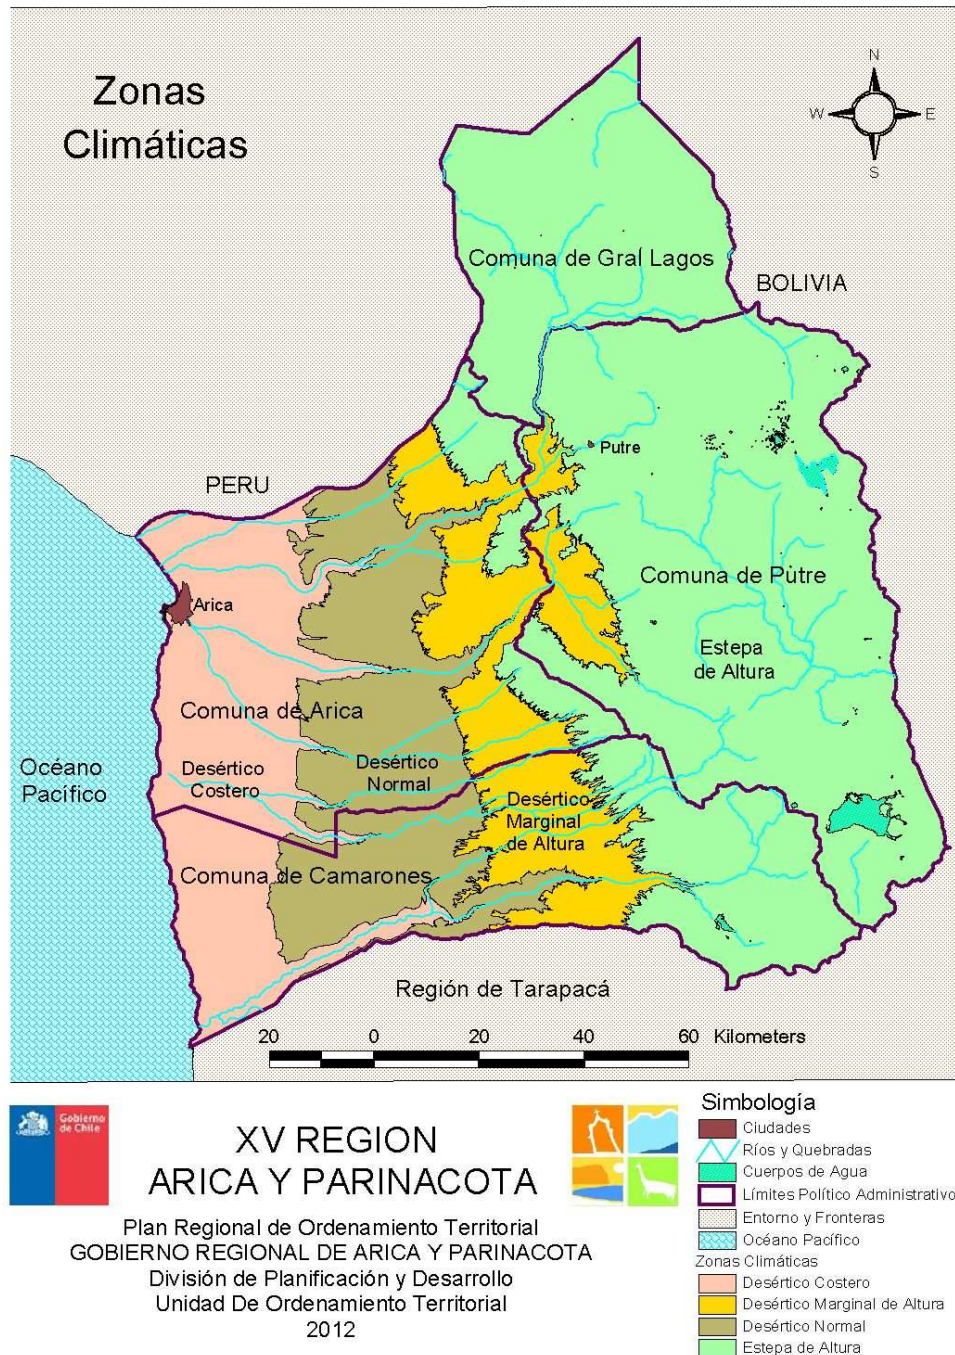 Zonas
Climáticas
N
W
E
S
Comuna de Gral Lagos
BOLIVIA
Putre
PERU
Comuna de Putre
Arica
Estepa
de Altura
Comuna de Arica
Océano
Pacífico
Desértico
Costero
Desértico
Normal
Desértico
Marginal
de Altura
Comuna de Camarones
Región de Tarapacá
20 0 20 40 60 Kilometers
Gobierno
de Chile
XV REGION
ARICA Y PARINACOTA
Plan Regional de Ordenamiento Territorial
GOBIERNO REGIONAL DE ARICA Y PARINACOTA
División de Planificación y Desarrollo
Unidad De Ordenamiento Territorial
2012
Simbología
Ciudades
Ríos y Quebradas
Cuerpos de Agua
Límites Político Administrativo
Entorno y Fronteras
Océano Pacífico
Zonas Climáticas
Desértico Costero
Desértico Marginal de Altura
Desértico Normal
Estepa de Altura